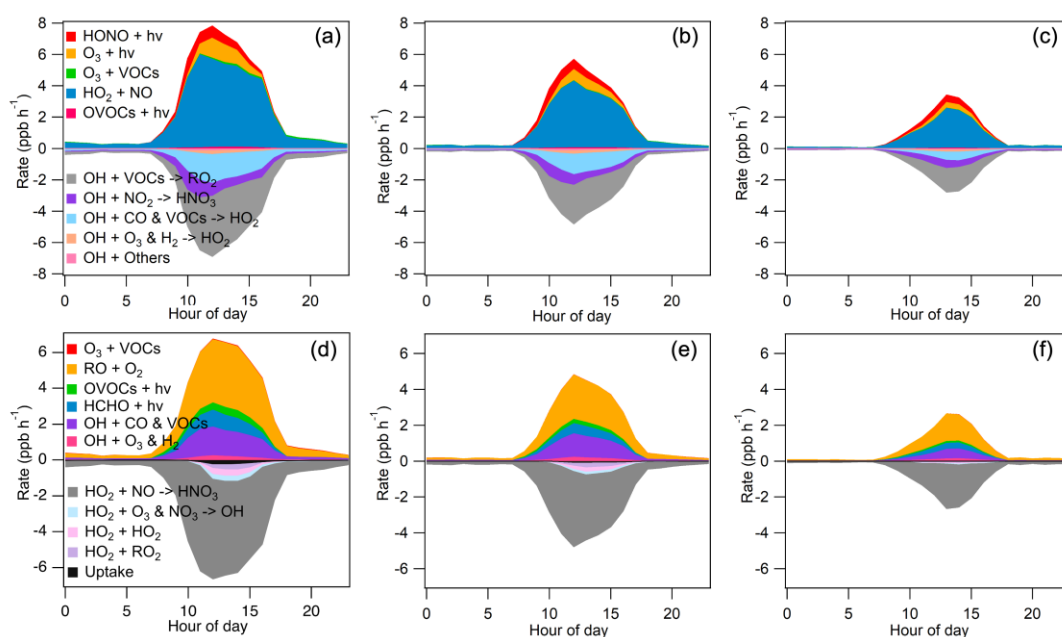 (a)
HONO + hv
O₃ + hv
O₃ + VOCs
HO₂ + NO
OVOCs + hv
OH + VOCs -> RO₂
OH + NO₂ -> HNO₃
OH + CO & VOCs -> HO₂
OH + O₃ & H₂ -> HO₂
OH + Others
Rate (ppb h⁻¹)
8
6
4
2
0
-2
-4
-6
-8
0 5 10 15 20
Hour of day
(b)
Rate (ppb h⁻¹)
8
6
4
2
0
-2
-4
-6
-8
0 5 10 15 20
Hour of day
(c)
Rate (ppb h⁻¹)
8
6
4
2
0
-2
-4
-6
-8
0 5 10 15 20
Hour of day
(d)
O₃ + VOCs
RO + O₂
OVOCs + hv
HCHO + hv
OH + CO & VOCs
OH + O₃ & H₂
HO₂ + NO -> HNO₃
HO₂ + O₃ & NO₃ -> OH
HO₂ + HO₂
HO₂ + RO₂
Uptake
Rate (ppb h⁻¹)
6
4
2
0
-2
-4
-6
0 5 10 15 20
Hour of day
(e)
Rate (ppb h⁻¹)
6
4
2
0
-2
-4
-6
0 5 10 15 20
Hour of day
(f)
Rate (ppb h⁻¹)
6
4
2
0
-2
-4
-6
0 5 10 15 20
Hour of day